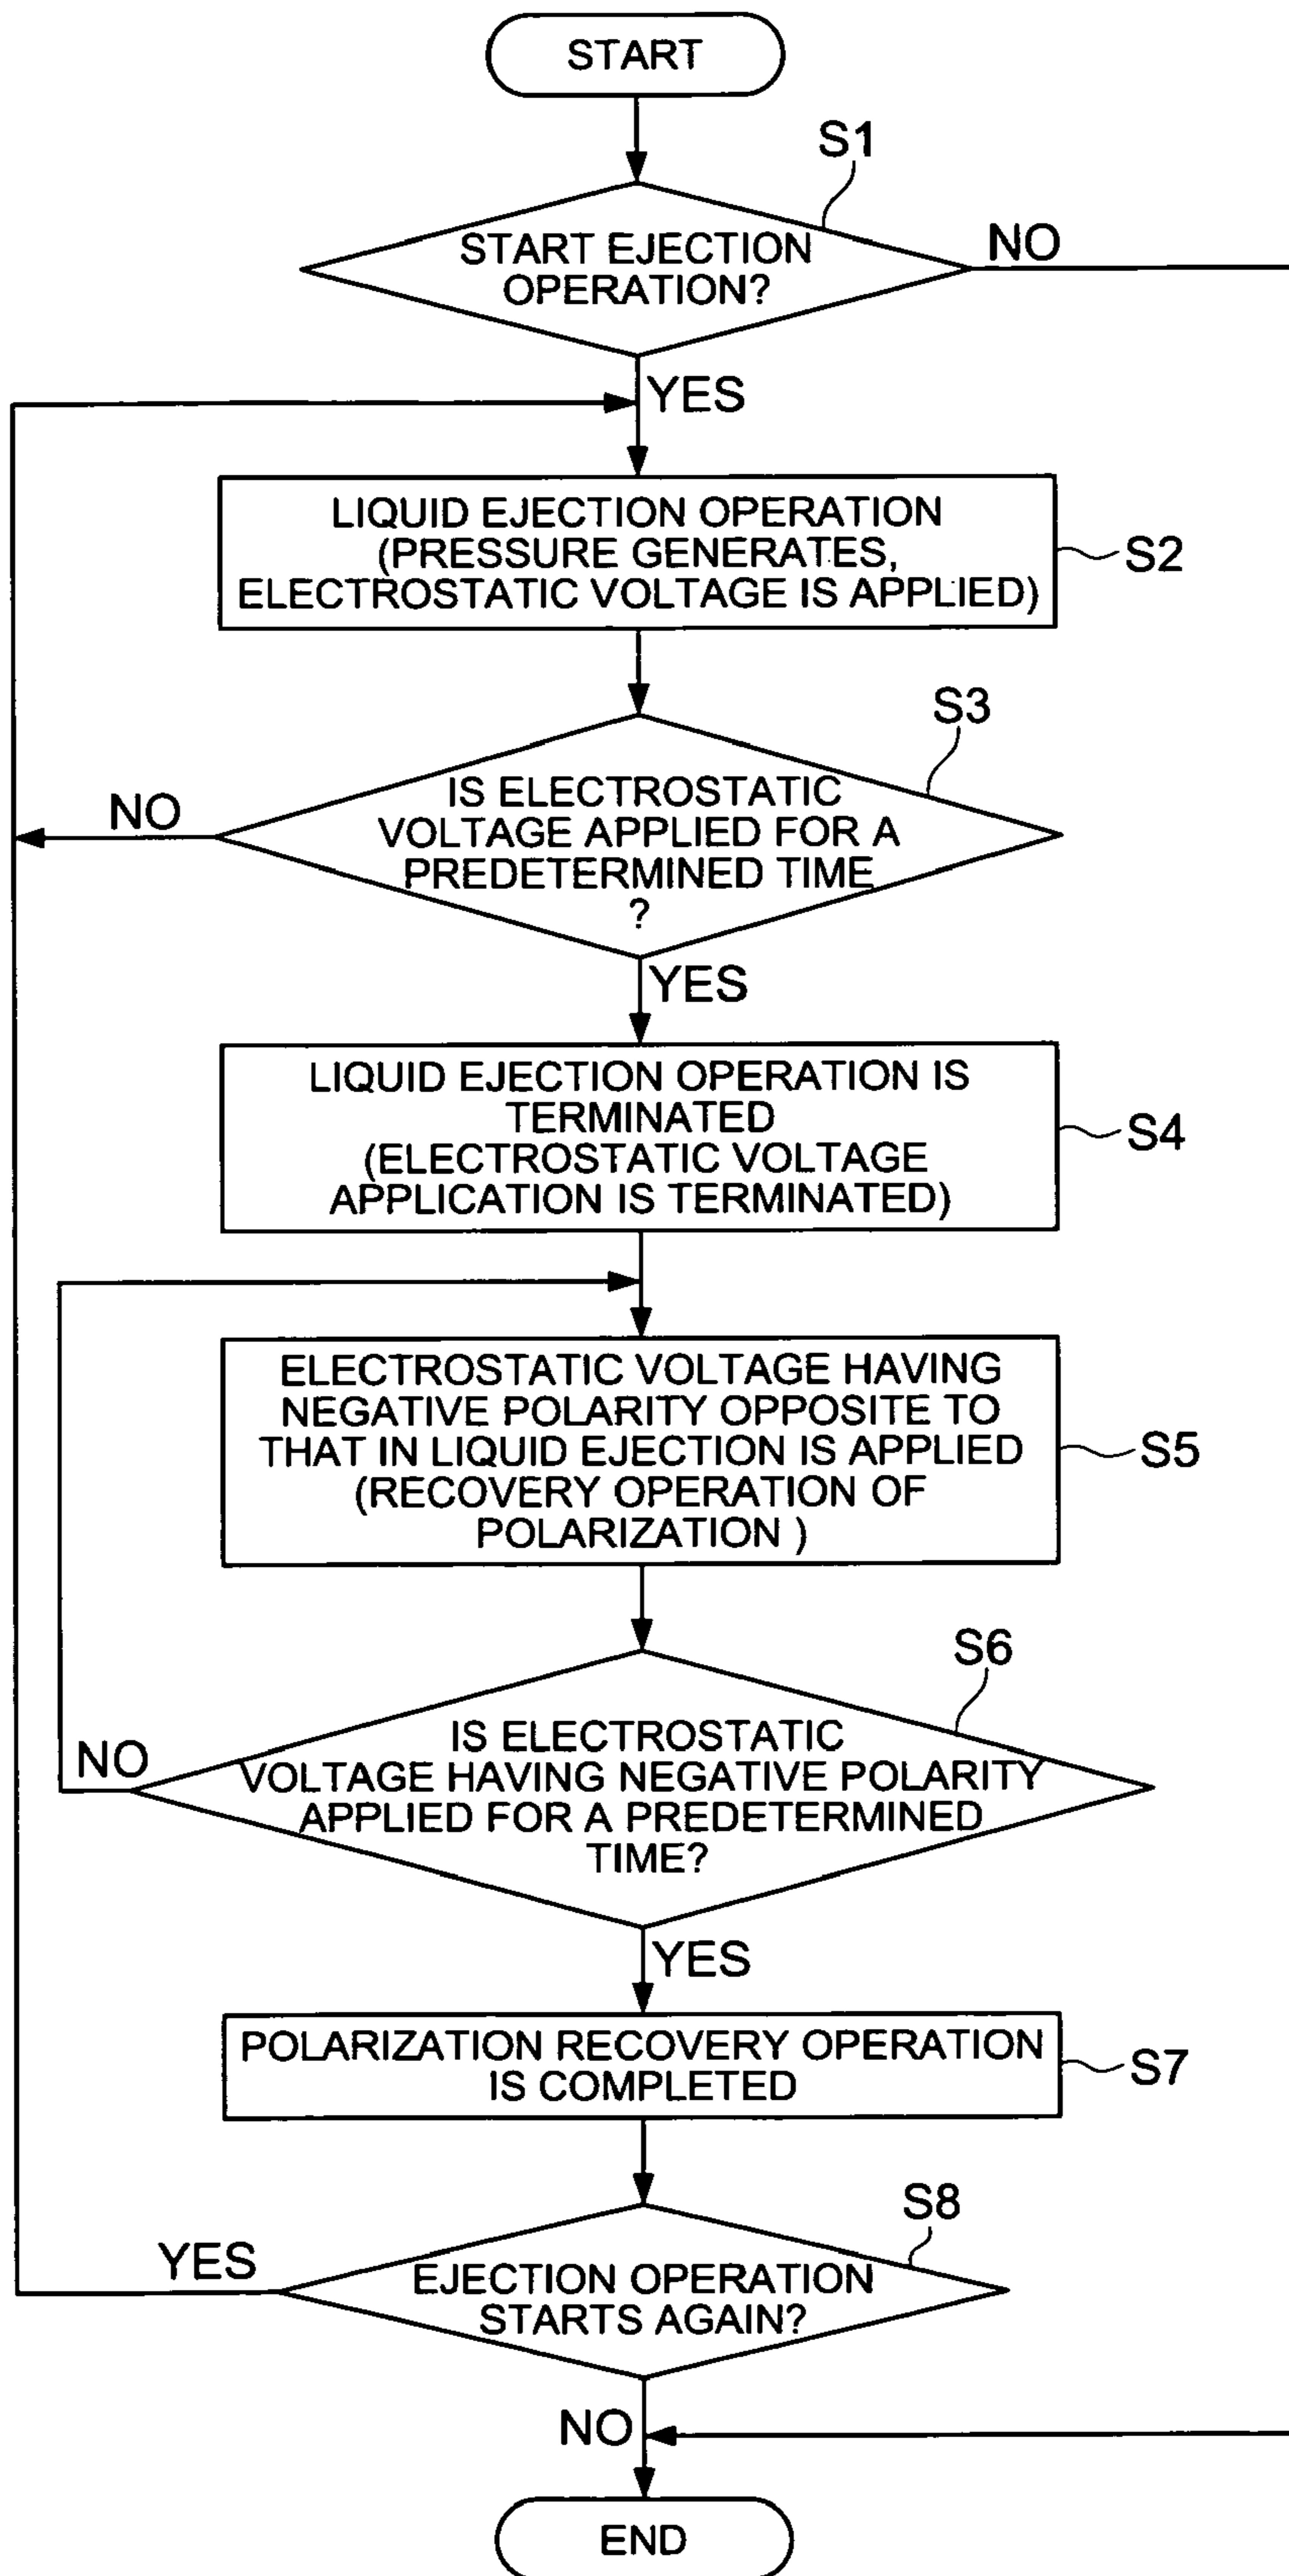 START
S1
START EJECTION
OPERATION?
NO
YES
LIQUID EJECTION OPERATION
(PRESSURE GENERATES,
ELECTROSTATIC VOLTAGE IS APPLIED)
S2
S3
IS ELECTROSTATIC
VOLTAGE APPLIED FOR A
PREDETERMINED TIME
?
NO
YES
LIQUID EJECTION OPERATION IS
TERMINATED
(ELECTROSTATIC VOLTAGE
APPLICATION IS TERMINATED)
S4
ELECTROSTATIC VOLTAGE HAVING
NEGATIVE POLARITY OPPOSITE TO
THAT IN LIQUID EJECTION IS APPLIED
(RECOVERY OPERATION OF
POLARIZATION )
S5
S6
IS ELECTROSTATIC
VOLTAGE HAVING NEGATIVE POLARITY
APPLIED FOR A PREDETERMINED
TIME?
NO
YES
POLARIZATION RECOVERY OPERATION
IS COMPLETED
S7
S8
EJECTION OPERATION
STARTS AGAIN?
YES
NO
END